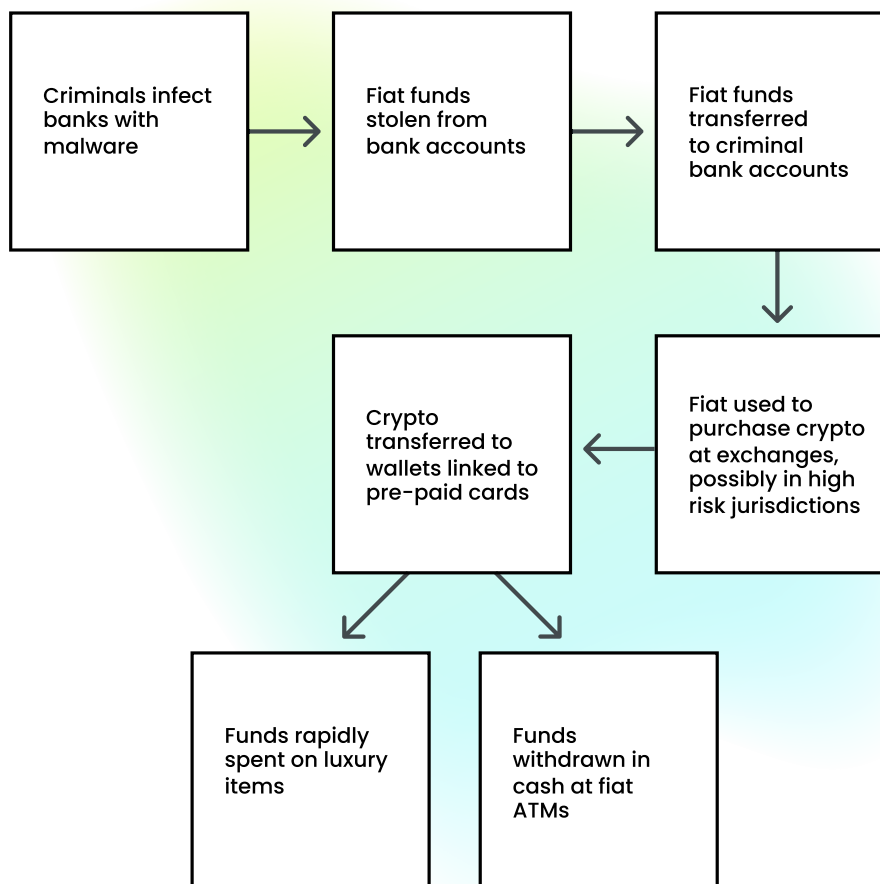 Criminals infect
banks with
malware
Fiat funds
stolen from
bank accounts
Fiat funds
transferred
to criminal
bank accounts
Fiat used to
purchase crypto
at exchanges,
possibly in high
risk jurisdictions
Crypto
transferred to
wallets linked to
pre-paid cards
Funds rapidly
spent on luxury
items
Funds
withdrawn in
cash at fiat
ATMs